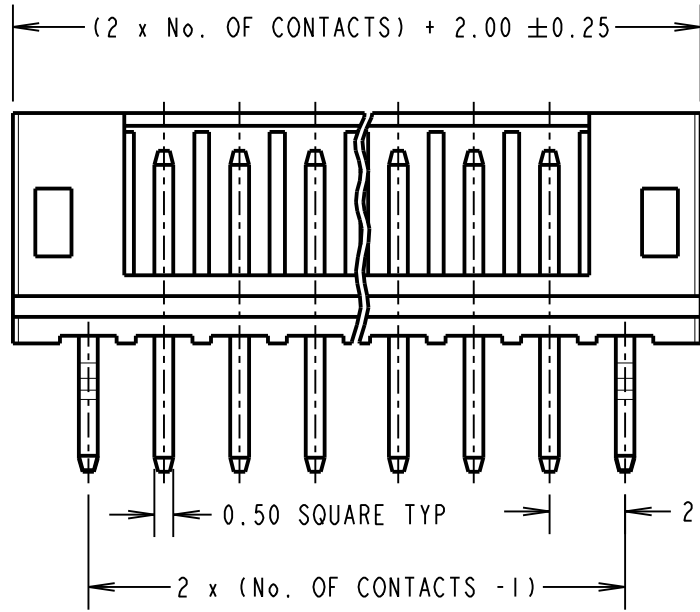 (2 x No. OF CONTACTS) + 2.00 ±0.25
0.50 SQUARE TYP
2
2 x (No. OF CONTACTS -1)